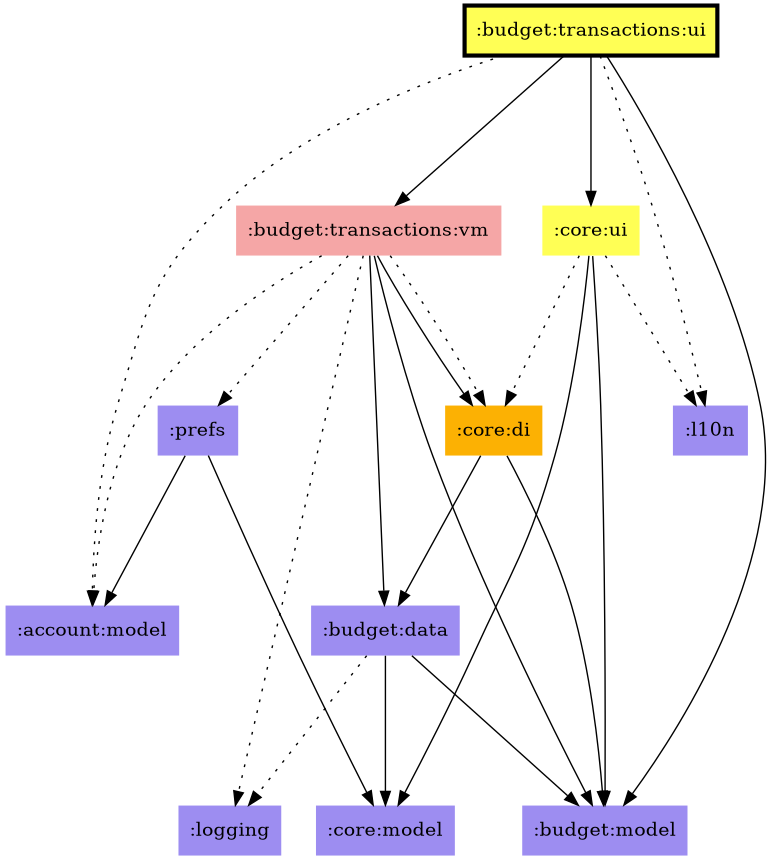 :budget:transactions:ui
:budget:transactions:vm
:core:ui
:prefs
:core:di
:l10n
:account:model
:budget:data
:logging
:core:model
:budget:model